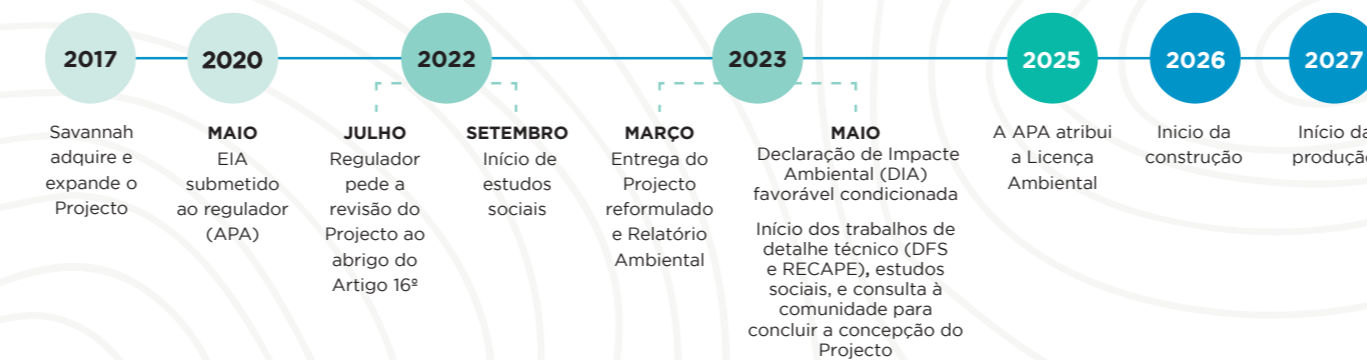 2017
2020
2022
2023
2025
2026
2027
Savannah
adquire e
expande o
Projecto
MAIO
EIA
submetido
ao regulador
(APA)
JULHO
Regulador
pede a
revisão do
Projecto ao
abrigo do
Artigo 16º
SETEMBRO
Início de
estudos
sociais
MARÇO
Entrega do
Projecto
reformulado
e Relatório
Ambiental
MAIO
Declaração de Impacte
Ambiental (DIA)
favorável condicionada
Início dos trabalhos de
detalhe técnico (DFS
e RECAPE), estudos
sociais, e consulta à
comunidade para
concluir a concepção do
Projecto
A APA atribui
a Licença
Ambiental
Inicio da
construção
Início